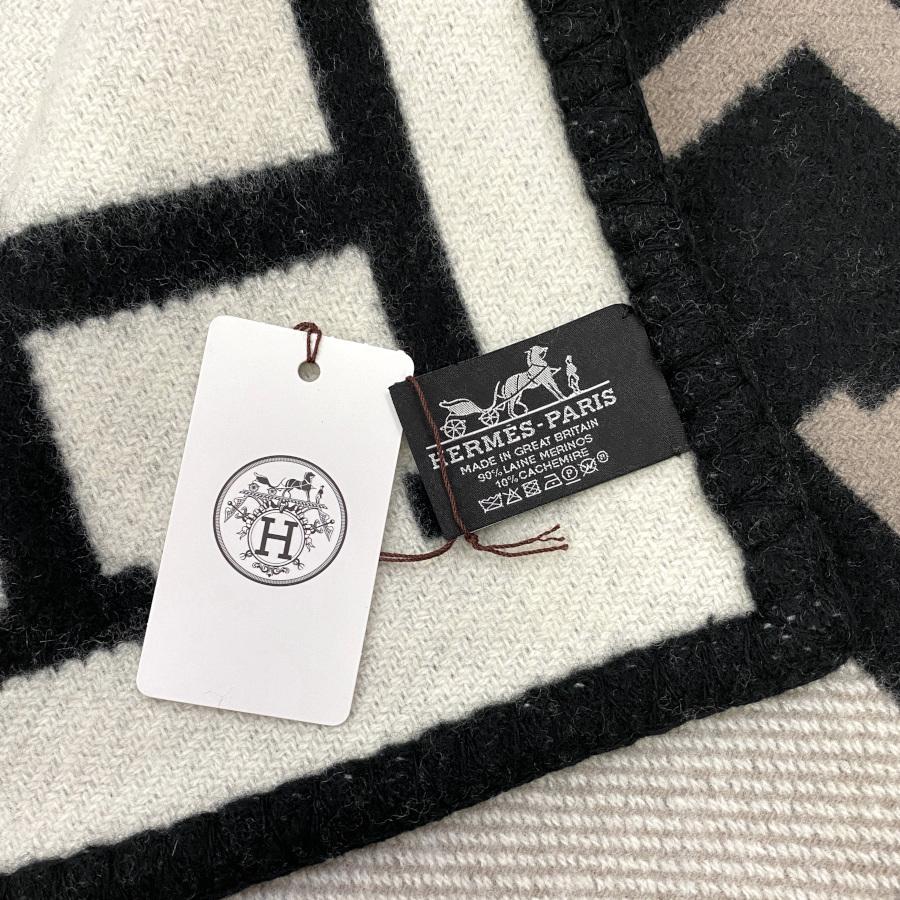 H
HERMES-PARIS
MADE IN GREAT BRITAIN
90% LAINE MERINOS
10% CACHEMIRE
P
R